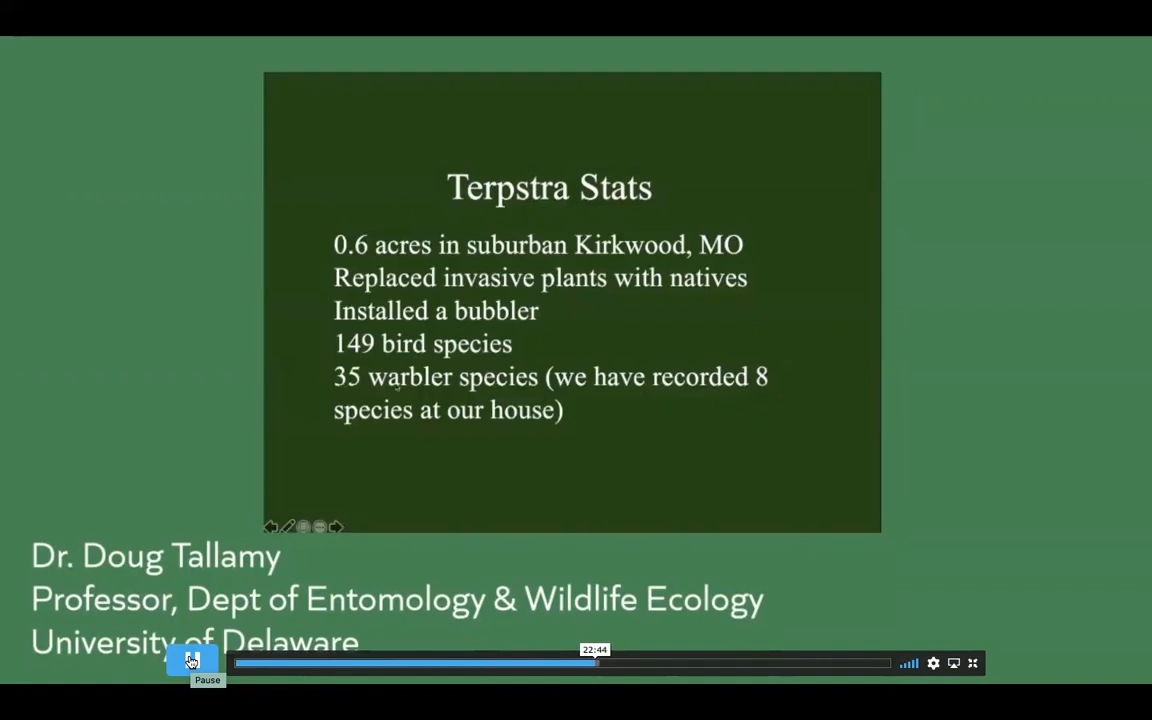 Terpstra Stats
0.6 acres in suburban Kirkwood, MO
Replaced invasive plants with natives
Installed a bubbler
149 bird species
35 warbler species (we have recorded 8
species at our house)
Dr. Doug Tallamy
Professor, Dept of Entomology & Wildlife Ecology
University of Delaware
22:44
Pause